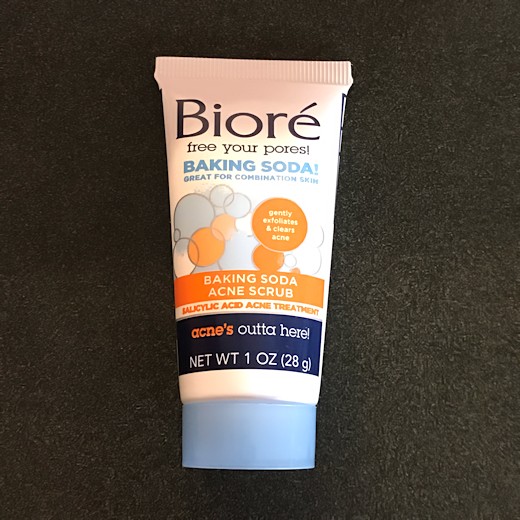 Bioré
free your pores!
BAKING SODA!
GREAT FOR COMBINATION SKIN
gently
exfoliates
& clears
acne
BAKING SODA
ACNE SCRUB
SALICYLIC ACID ACNE TREATMENT
acne's outta here!
NET WT 1 OZ (28 g)